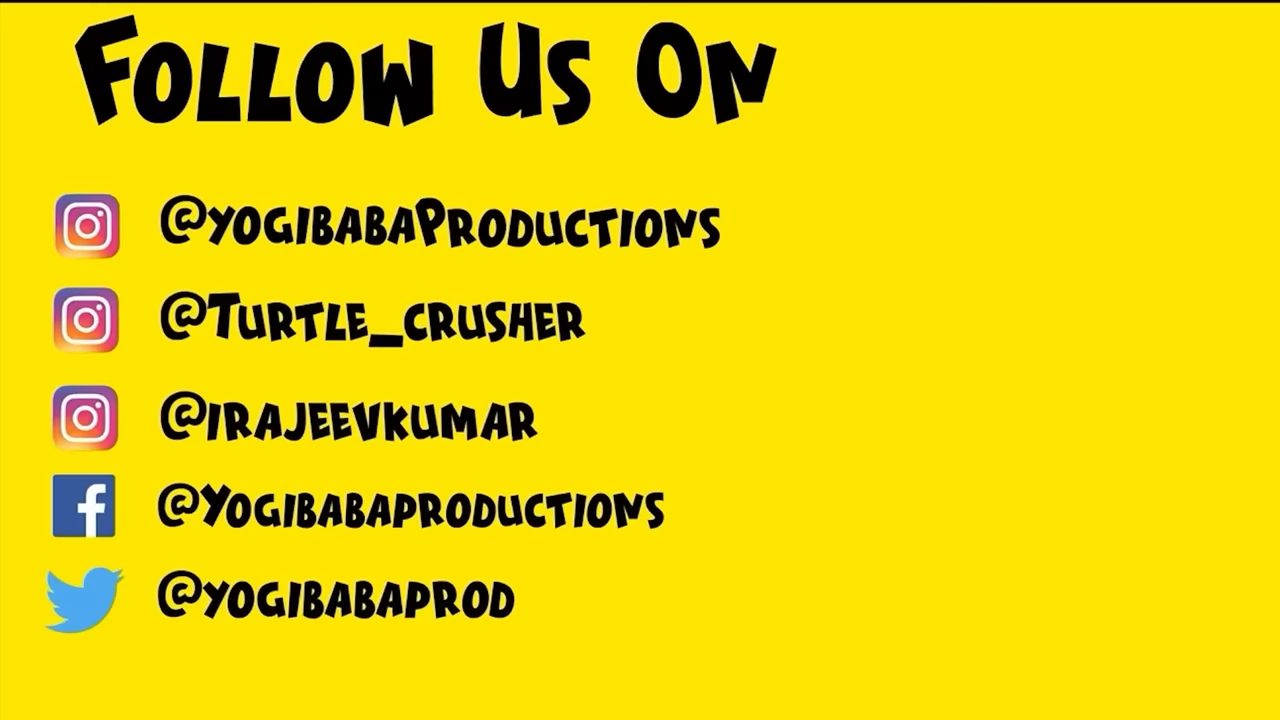 Follow Us On
@yogibabaProductions
@Turtle_crusher
@irajeevkumar
@Yogibabaproductions
@yogibabaprod